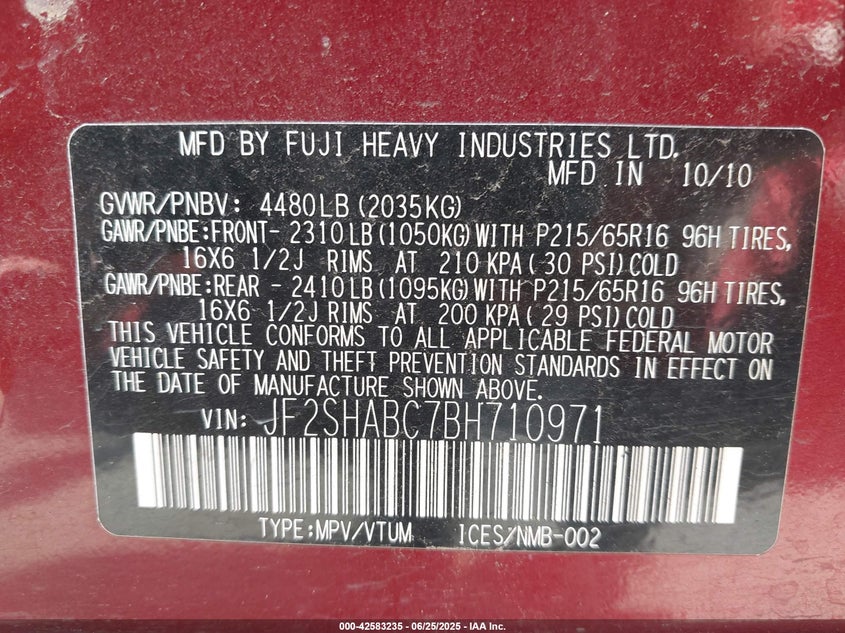 MFD BY FUJI HEAVY INDUSTRIES LTD.
MFD IN 10/10
GVWR/PNBV: 4480LB (2035KG)
GAWR/PNBE:FRONT- 2310LB(1050KG)WITH P215/65R16 96H TIRES,
16X6 1/2J RIMS AT 210 KPA( 30 PSI)COLD
GAWR/PNBE:REAR - 2410LB(1095KG)WITH P215/65R16 96H TIRES,
16X6 1/2J RIMS AT 200 KPA(29 PSI)COLD
THIS VEHICLE CONFORMS TO ALL APPLICABLE FEDERAL MOTOR
VEHICLE SAFETY AND THEFT PREVENTION STANDARDS IN EFFECT ON
THE DATE OF MANUFACTURE SHOWN ABOVE.
VIN: JF2SHABC7BH710971
TYPE:MPV/VTUM ICES/NMB-002
000-42583235 - 06/25/2025 - IAA Inc.